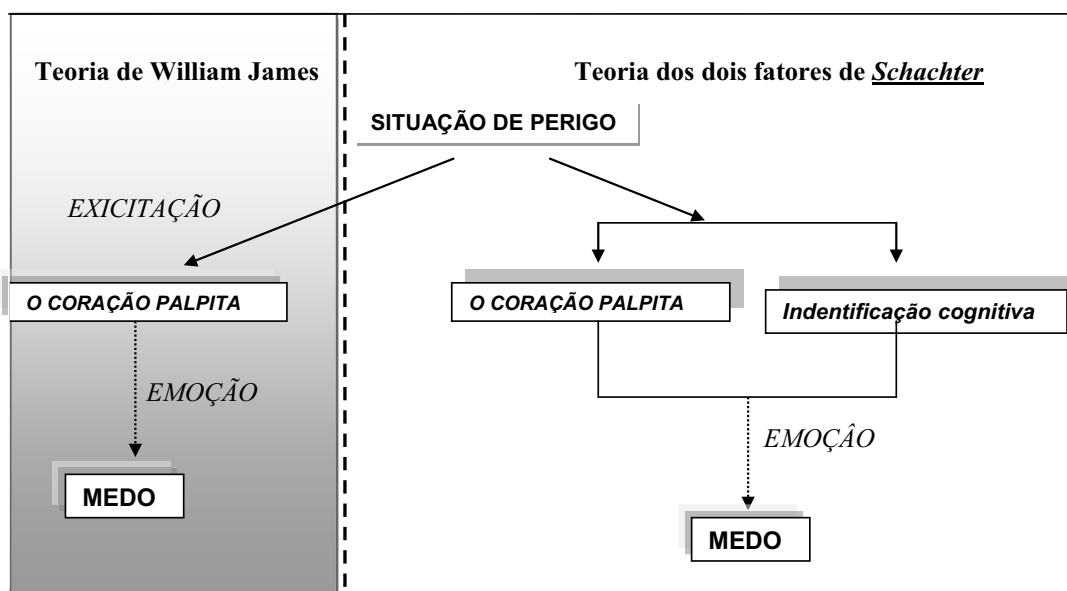 Teoria de William James
Teoria dos dois fatores de Schachter
SITUAÇÃO DE PERIGO
EXICITAÇÃO
O CORAÇÃO PALPITA
O CORAÇÃO PALPITA
Indentificação cognitiva
EMOÇÃO
EMOÇÂO
MEDO
MEDO